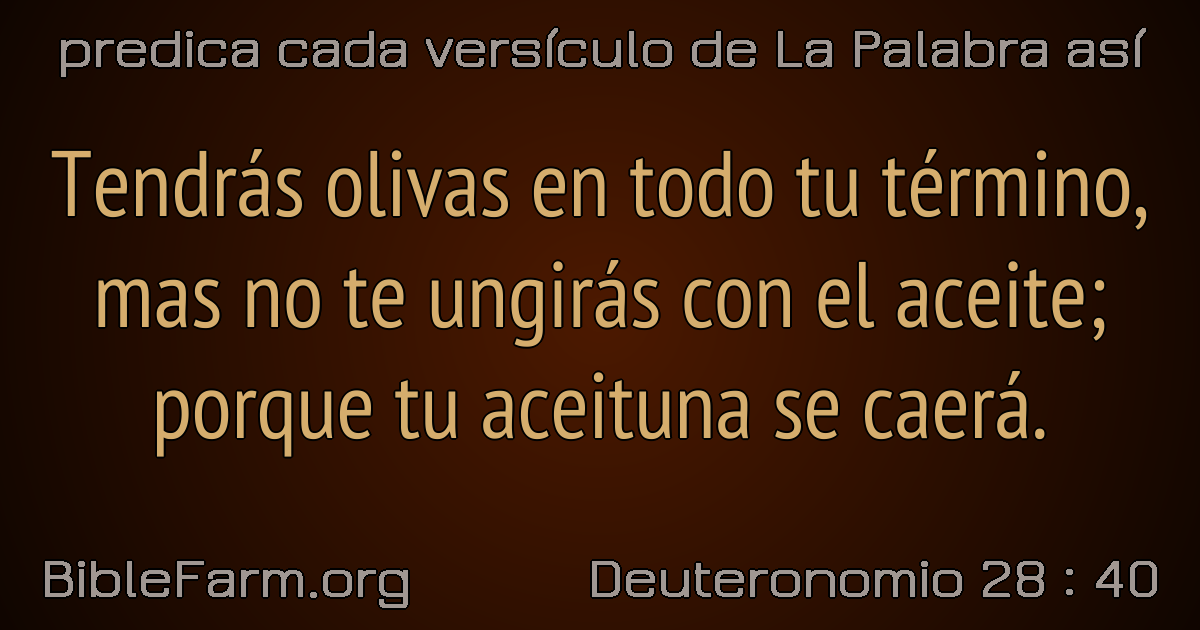 predica cada versículo de La Palabra así
Tendrás olivas en todo tu término,
mas no te ungirás con el aceite;
porque tu aceituna se caerá.
BibleFarm.org
Deuteronomio 28 : 40